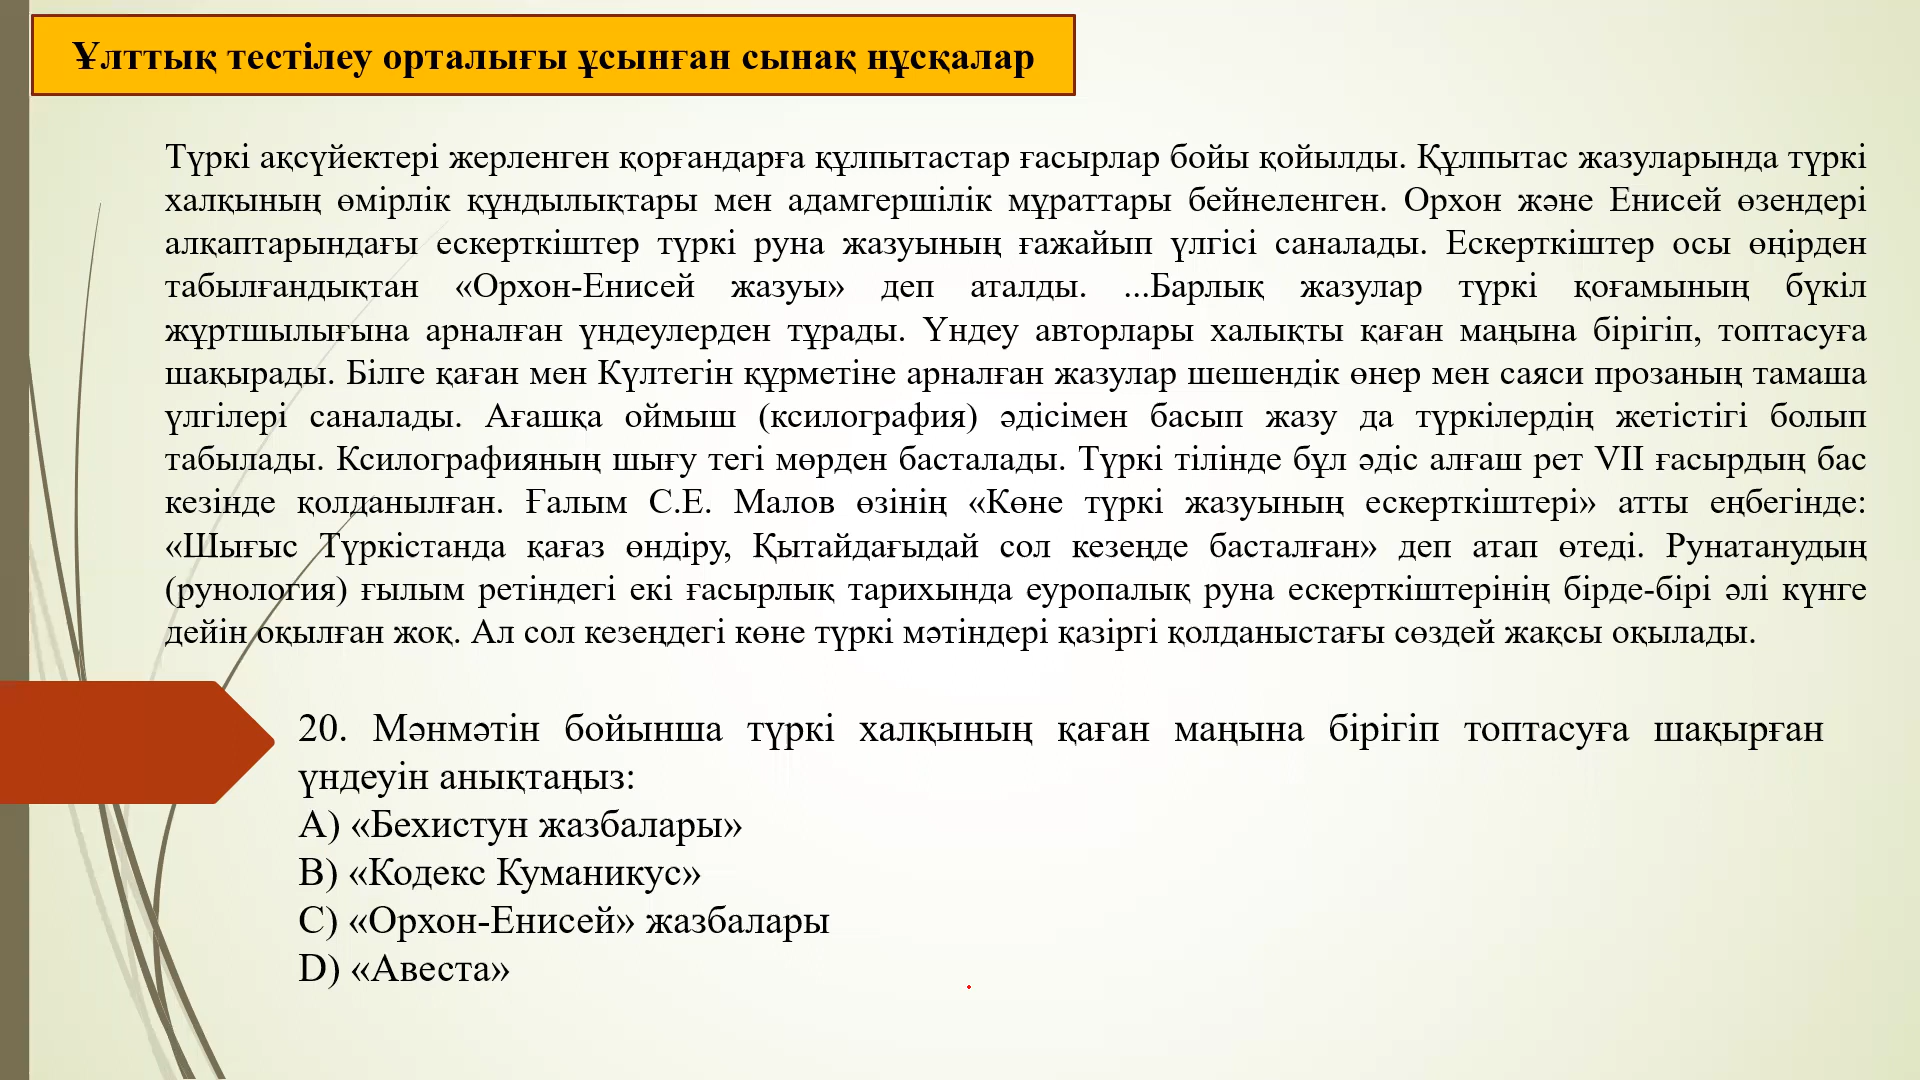 Ұлттық тестілеу орталығы ұсынған сынақ нұсқалар
Түркі ақсүйектері жерленген қорғандарға құлпытастар ғасырлар бойы қойылды. Құлпытас жазуларында түркі
халқының өмірлік құндылықтары мен адамгершілік мұраттары бейнеленген. Орхон және Енисей өзендері
алқаптарындағы ескерткіштер түркі руна жазуының ғажайып үлгісі саналады. Ескерткіштер осы өңірден
табылғандықтан «Орхон-Енисей жазуы» деп аталды. ...Барлық жазулар түркі қоғамының бүкіл
жұртшылығына арналған үндеулерден тұрады. Үндеу авторлары халықты қаған маңына бірігіп, топтасуға
шақырады. Білге қаған мен Күлтегін құрметіне арналған жазулар шешендік өнер мен саяси прозаның тамаша
үлгілері саналады. Ағашқа оймыш (ксилография) әдісімен басып жазу да түркілердің жетістігі болып
табылады. Ксилографияның шығу тегі мөрден басталады. Түркі тілінде бұл әдіс алғаш рет VII ғасырдың бас
кезінде қолданылған. Ғалым С.Е. Малов өзінің «Көне түркі жазуының ескерткіштері» атты еңбегінде:
«Шығыс Түркістанда қағаз өндіру, Қытайдағыдай сол кезеңде басталған» деп атап өтеді. Рунатанудың
(рунология) ғылым ретіндегі екі ғасырлық тарихында еуропалық руна ескерткіштерінің бірде-бірі әлі күнге
дейін оқылған жоқ. Ал сол кезеңдегі көне түркі мәтіндері қазіргі қолданыстағы сөздей жақсы оқылады.
20. Мәнмәтін бойынша түркі халқының қаған маңына бірігіп топтасуға шақырған
үндеуін анықтаңыз:
A) «Бехистун жазбалары»
B) «Кодекс Куманикус»
C) «Орхон-Енисей» жазбалары
D) «Авеста»